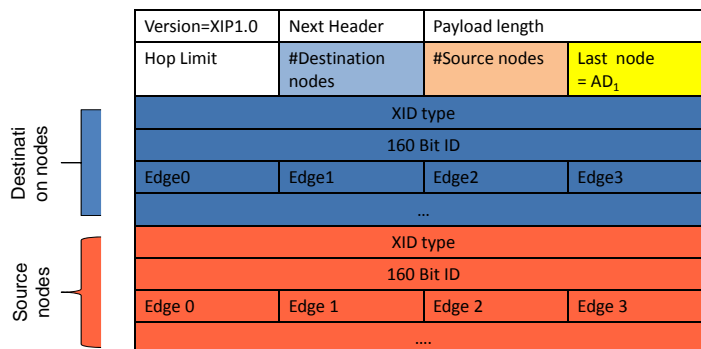 Version=XIP1.0 Next Header Payload length
Hop Limit #Destination nodes #Source nodes Last node = AD₁
Destinati on nodes
XID type
160 Bit ID
Edge0 Edge1 Edge2 Edge3
...
Source nodes
XID type
160 Bit ID
Edge 0 Edge 1 Edge 2 Edge 3
....